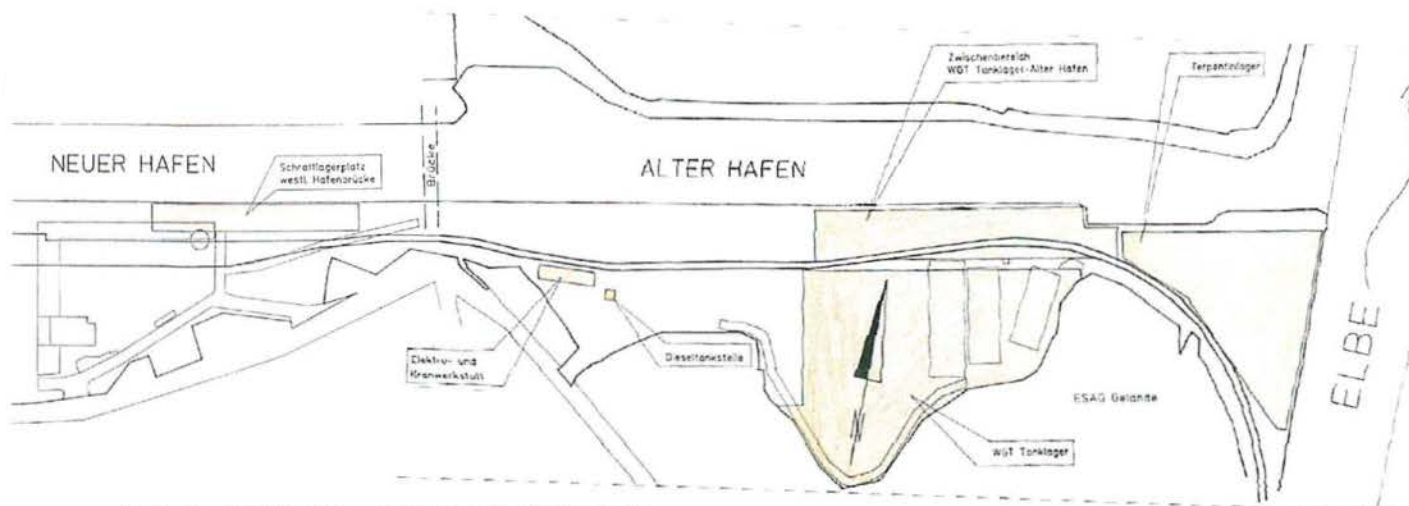 Zwischenbereich
WGT Tanklager-Alter Hafen
Terpentinlager
NEUER HAFEN
Schrottlagerplatz
westl. Hafenbrücke
Brücke
ALTER HAFEN
ELBE
Elektro- und
Kranwerkstatt
Dieseltankstelle
ESAG Gelände
N
WGT Tanklager